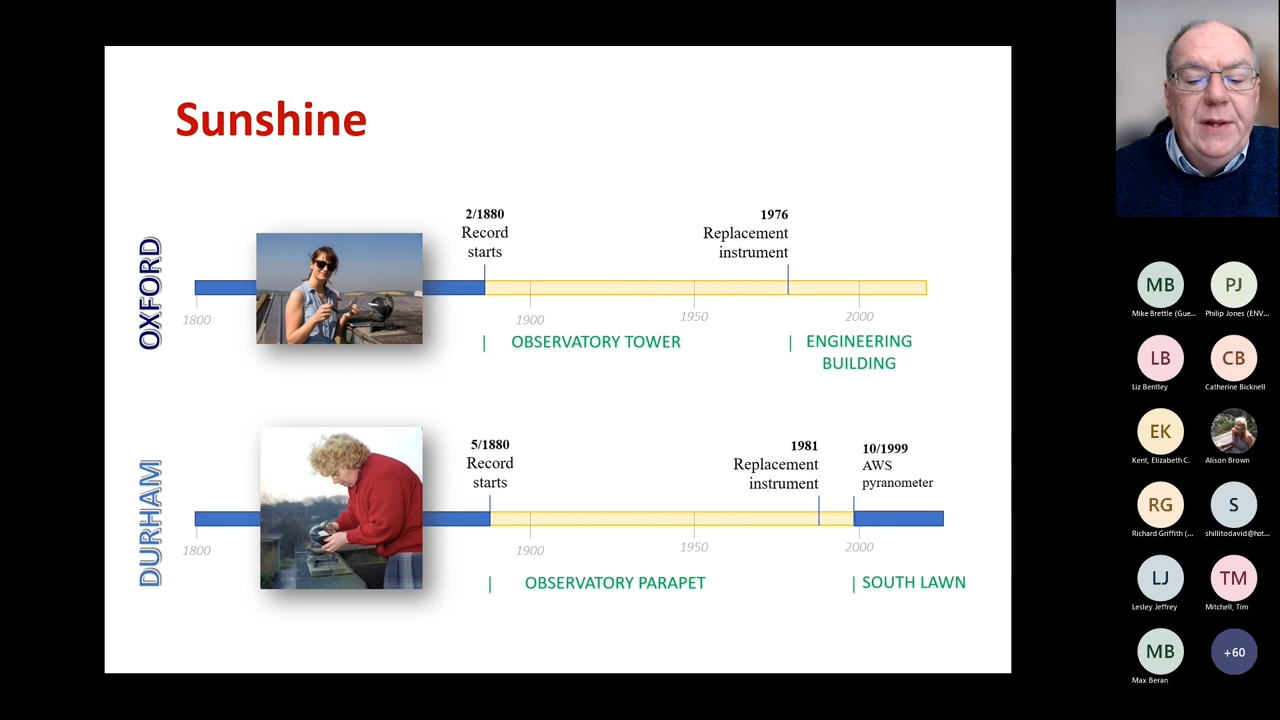 Sunshine
OXFORD
2/1880
Record
starts
1976
Replacement
instrument
1800
1900
1950
2000
| OBSERVATORY TOWER
| ENGINEERING
BUILDING
DURHAM
5/1880
Record
starts
1981
Replacement
instrument
10/1999
AWS
pyranometer
1800
1900
1950
2000
| OBSERVATORY PARAPET
| SOUTH LAWN
MB
PJ
Mike Brettle (Gue...
Philip Jones (ENV...
LB
CB
Liz Bentley
Catherine Bicknell
EK
Kent, Elizabeth C.
Alison Brown
RG
S
Richard Griffith (...
shillitodavid@hot...
LJ
TM
Lesley Jeffrey
Mitchell, Tim
MB
+60
Max Beran